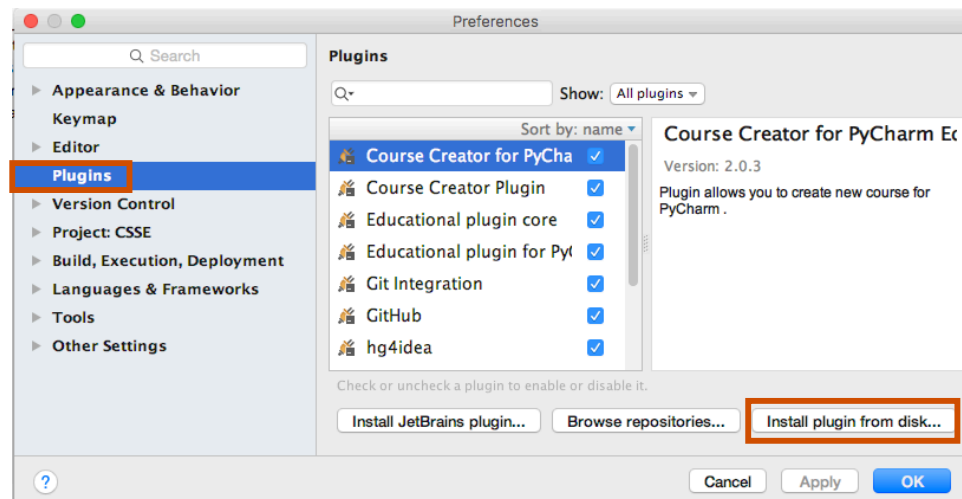 Preferences
Search
Appearance & Behavior
Keymap
Editor
Plugins
Version Control
Project: CSSE
Build, Execution, Deployment
Languages & Frameworks
Tools
Other Settings
Plugins
Show: All plugins
Sort by: name
Course Creator for PyCha
Course Creator Plugin
Educational plugin core
Educational plugin for Py
Git Integration
GitHub
hg4idea
Course Creator for PyCharm Ec
Version: 2.0.3
Plugin allows you to create new course for
PyCharm .
Check or uncheck a plugin to enable or disable it.
Install JetBrains plugin... Browse repositories... Install plugin from disk...
? Cancel Apply OK